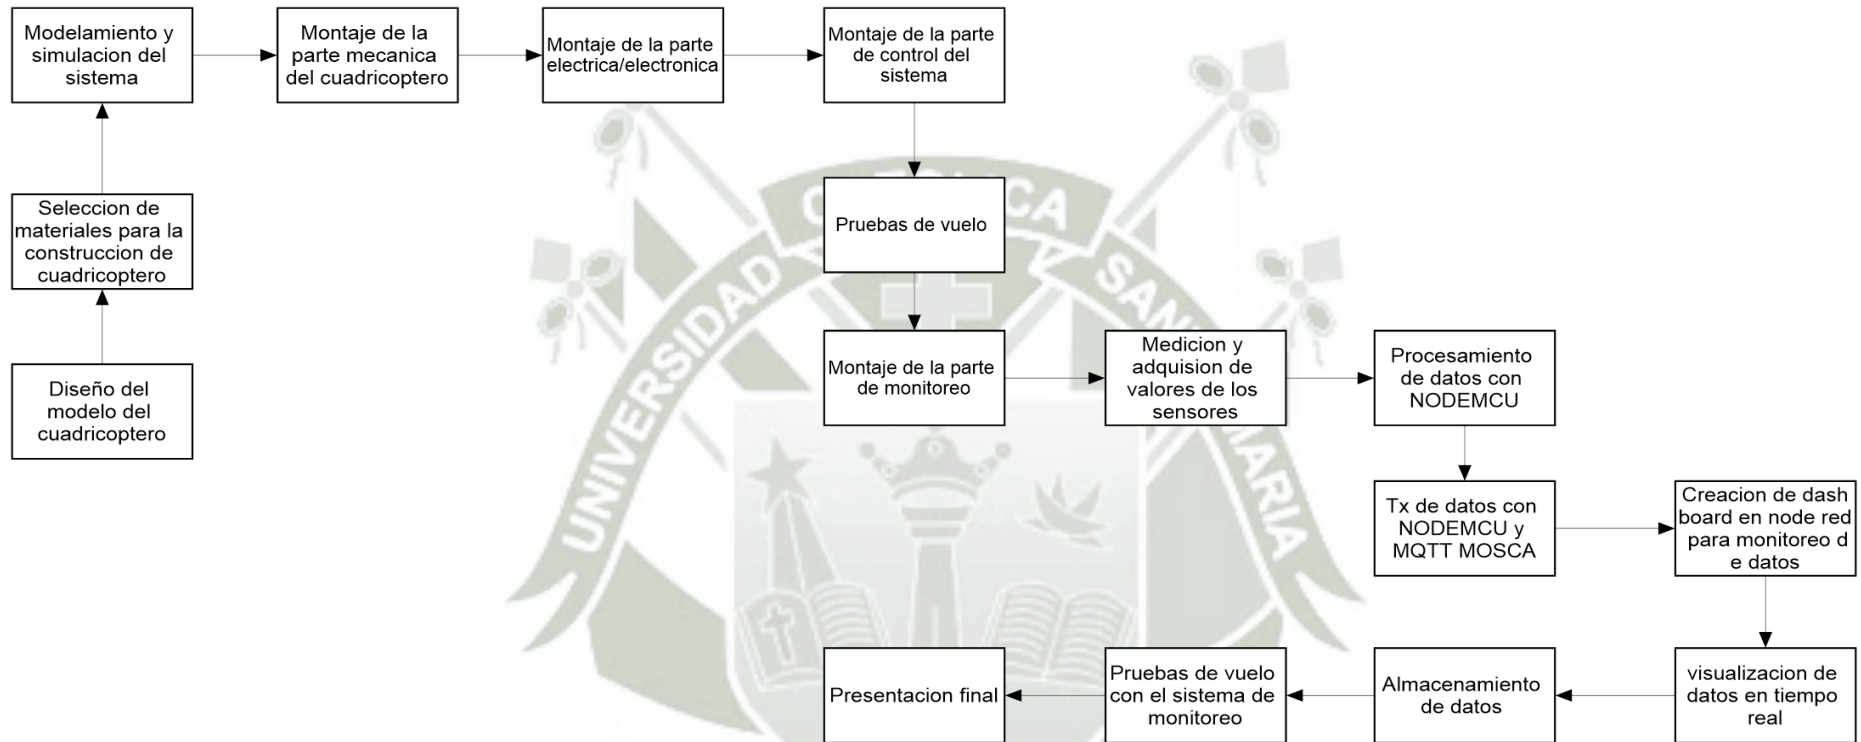 Modelamiento y
simulacion del
sistema
Montaje de la
parte mecanica
del cuadricoptero
Montaje de la parte
electrica/electronica
Montaje de la parte
de control del
sistema
Seleccion de
materiales para la
construccion de
cuadricoptero
Pruebas de vuelo
Diseño del
modelo del
cuadricoptero
Montaje de la parte
de monitoreo
Medicion y
adquision de
valores de los
sensores
Procesamiento
de datos con
NODEMCU
Tx de datos con
NODEMCU y
MQTT MOSCA
Creacion de dash
board en node red
para monitoreo d
e datos
visualizacion de
datos en tiempo
real
Almacenamiento
de datos
Pruebas de vuelo
con el sistema de
monitoreo
Presentacion final
UNIVERSIDAD